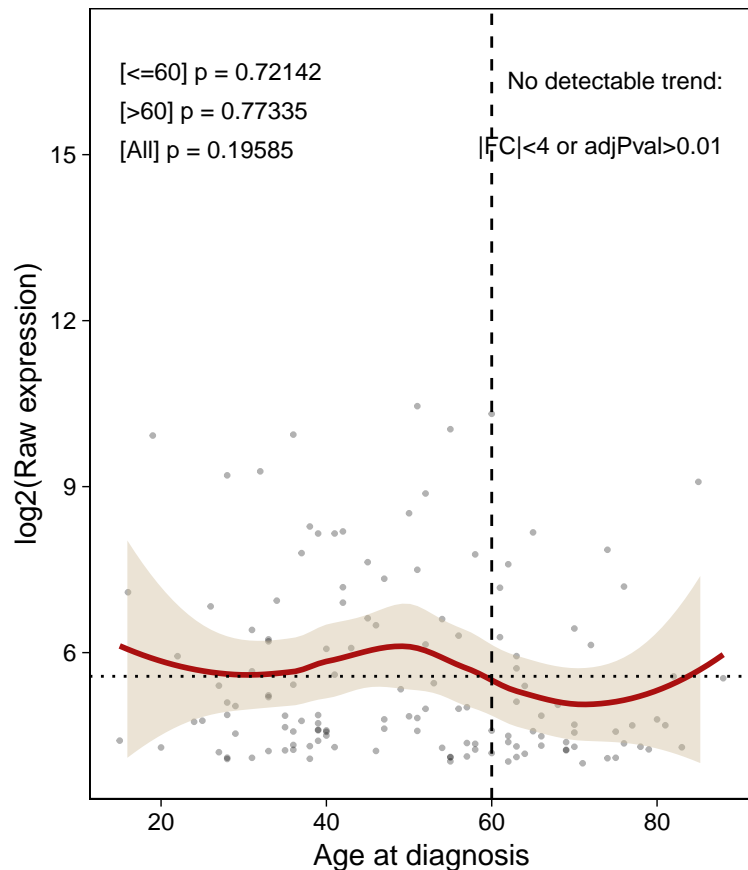 [<=60] p = 0.72142
[>60] p = 0.77335
[All] p = 0.19585
No detectable trend:
|FC|<4 or adjPval>0.01
log2(Raw expression)
15
12
9
6
20
40
60
80
Age at diagnosis